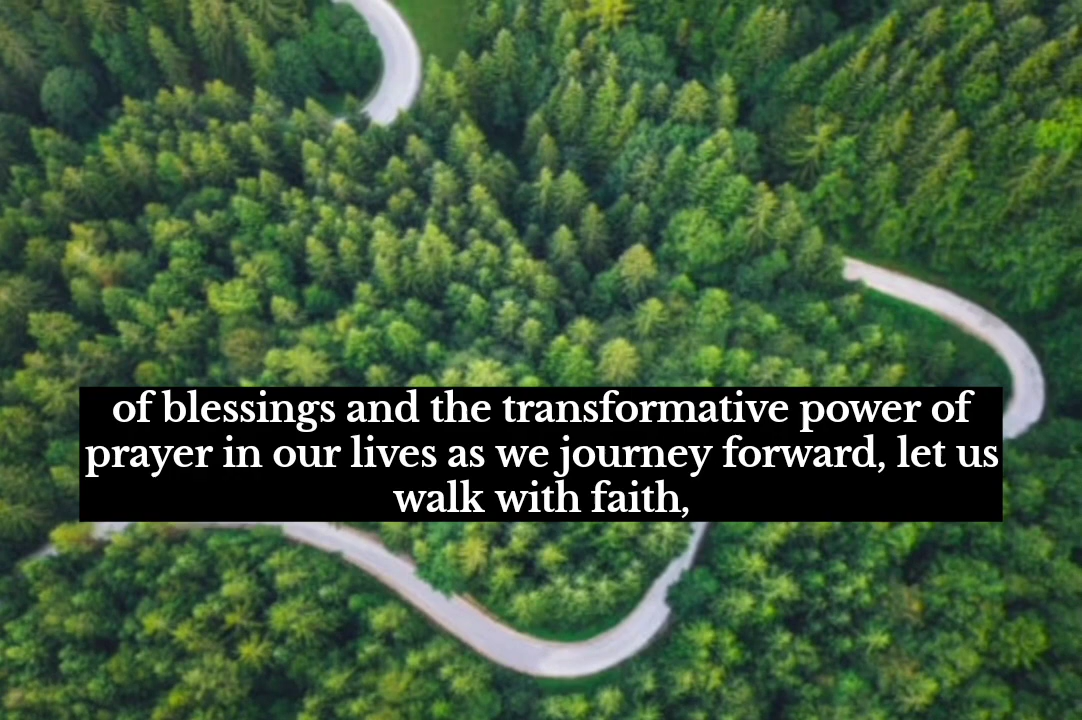 of blessings and the transformative power of
prayer in our lives as we journey forward, let us
walk with faith,